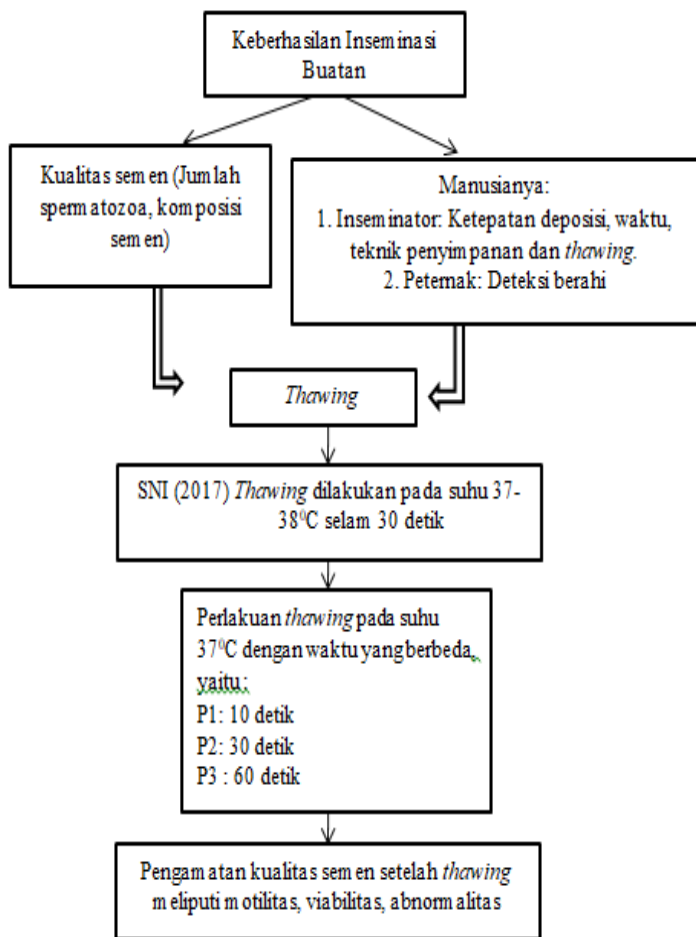 Keberhasilan Inseminasi
Buatan
Kualitas semen (Jumlah
spermatozoa, komposisi
semen)
Manusianya:
1. Inseminator: Ketepatan deposisi, waktu,
teknik penyimpanan dan thawing.
2. Peternak: Deteksi berahi
Thawing
SNI (2017) Thawing dilakukan pada suhu 37-
38⁰C selam 30 detik
Perlakuan thawing pada suhu
37⁰C dengan waktu yang berbeda,
yaitu;
P1: 10 detik
P2: 30 detik
P3 : 60 detik
Pengamatan kualitas semen setelah thawing
meliputi motilitas, viabilitas, abnormalitas